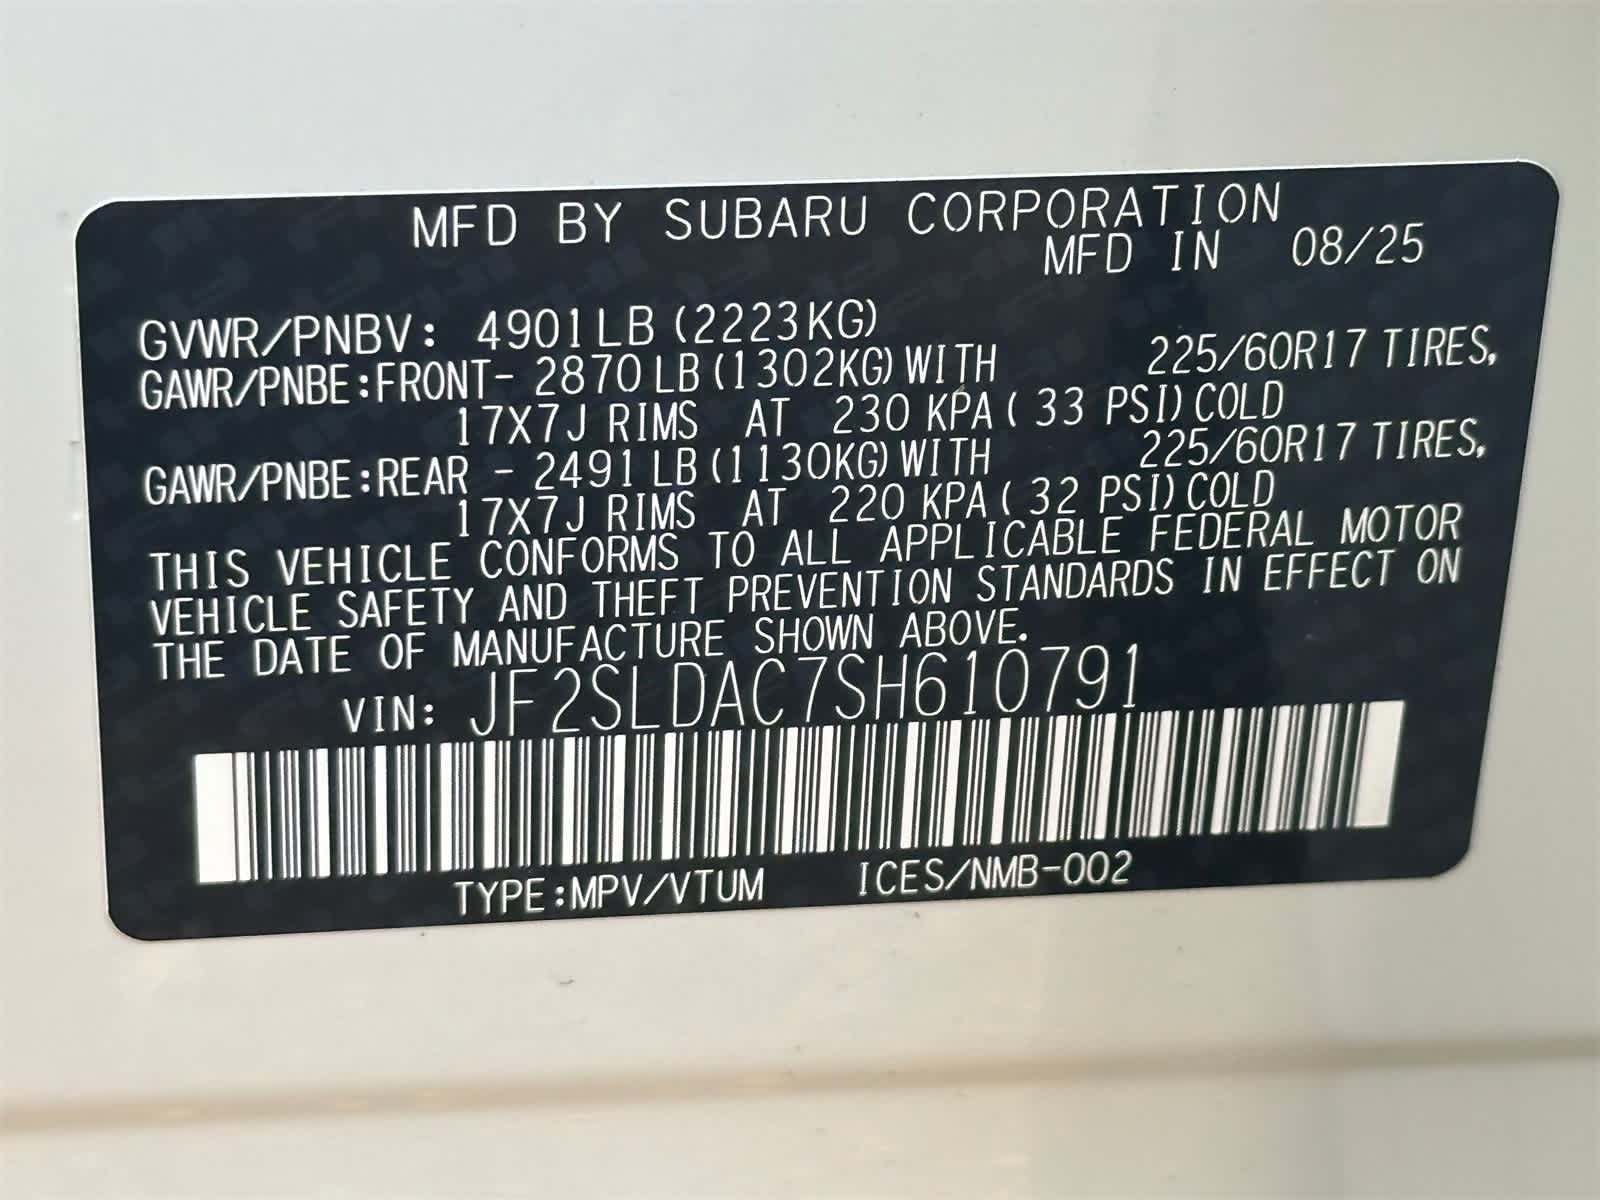 MFD BY SUBARU CORPORATION
MFD IN 08/25
GVWR/PNBV: 4901LB (2223KG)
GAWR/PNBE:FRONT- 2870LB (1302KG) WITH 225/60R17 TIRES,
17X7J RIMS AT 230 KPA ( 33 PSI) COLD
GAWR/PNBE:REAR - 2491LB (1130KG) WITH 225/60R17 TIRES,
17X7J RIMS AT 220 KPA ( 32 PSI) COLD
THIS VEHICLE CONFORMS TO ALL APPLICABLE FEDERAL MOTOR
VEHICLE SAFETY AND THEFT PREVENTION STANDARDS IN EFFECT ON
THE DATE OF MANUFACTURE SHOWN ABOVE.
VIN: JF2SLDAC7SH610791
TYPE:MPV/VTUM ICES/NMB-002